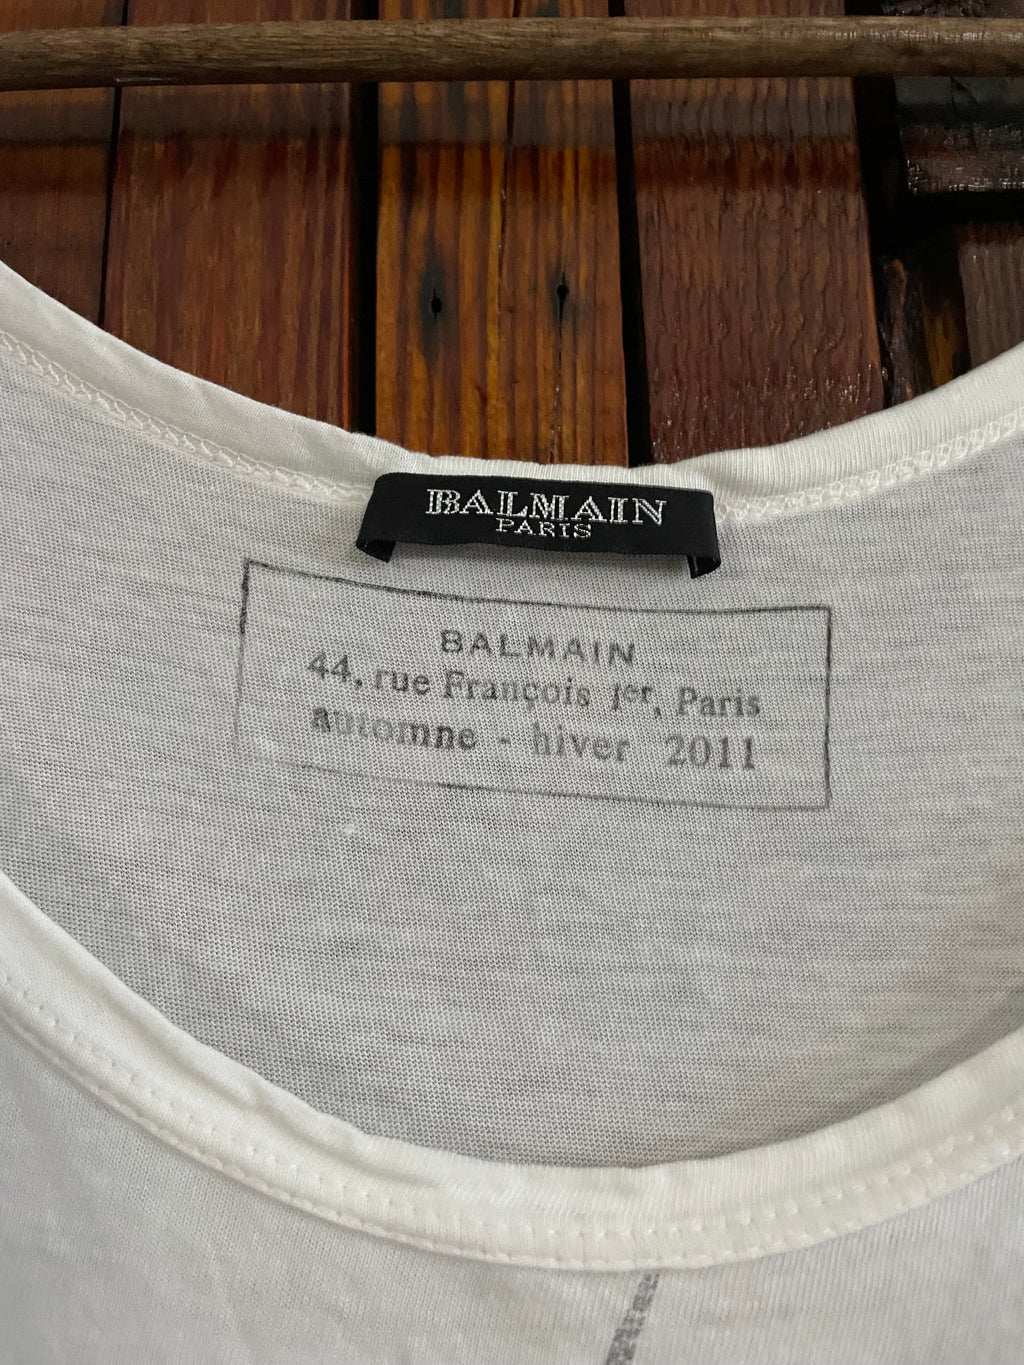 BALMAIN
PARIS
BALMAIN
44, rue François 1er, Paris
automne - hiver 2011